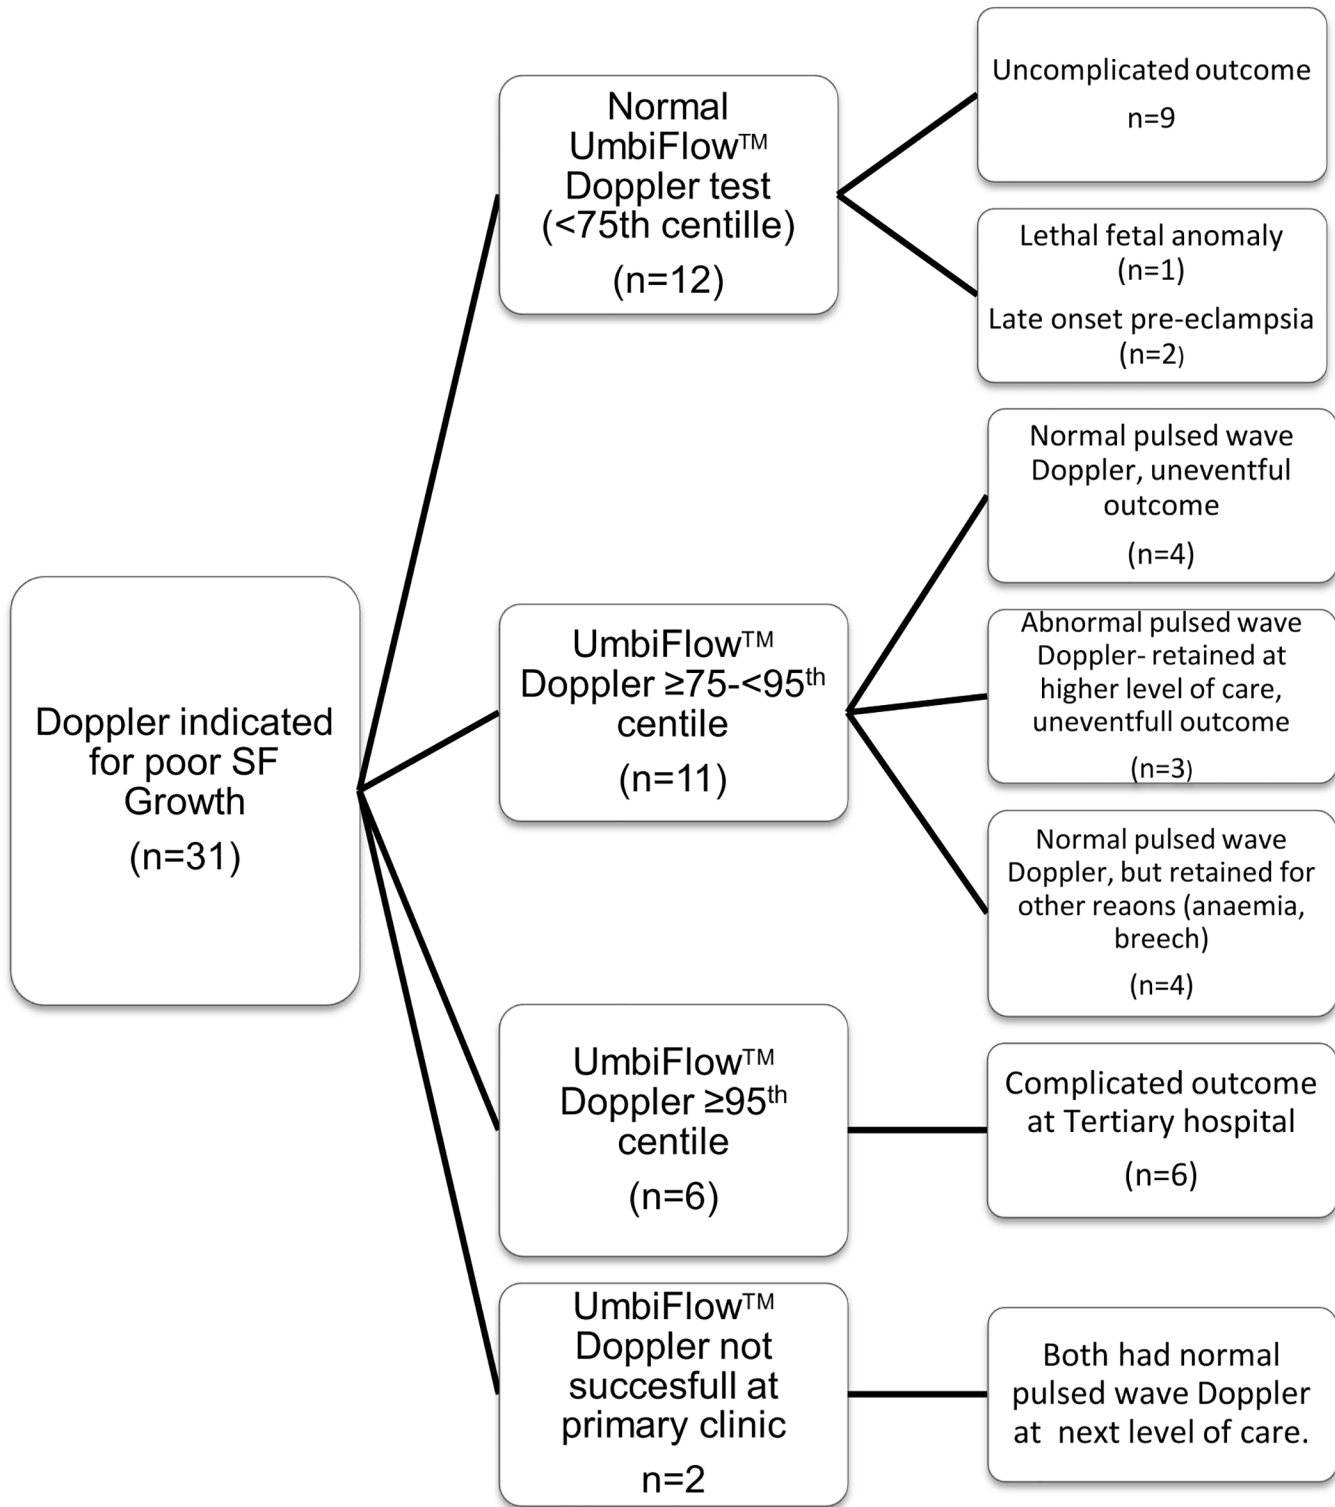 Doppler indicated
for poor SF
Growth
(n=31)
Normal
UmbiFlow™
Doppler test
(<75th centille)
(n=12)
Uncomplicated outcome
n=9
Lethal fetal anomaly
(n=1)
Late onset pre-eclampsia
(n=2)
UmbiFlow™
Doppler ≥75-<95th
centile
(n=11)
Normal pulsed wave
Doppler, uneventful
outcome
(n=4)
Abnormal pulsed wave
Doppler- retained at
higher level of care,
uneventfull outcome
(n=3)
Normal pulsed wave
Doppler, but retained for
other reaons (anaemia,
breech)
(n=4)
UmbiFlow™
Doppler ≥95th
centile
(n=6)
Complicated outcome
at Tertiary hospital
(n=6)
UmbiFlow™
Doppler not
succesfull at
primary clinic
n=2
Both had normal
pulsed wave Doppler
at next level of care.